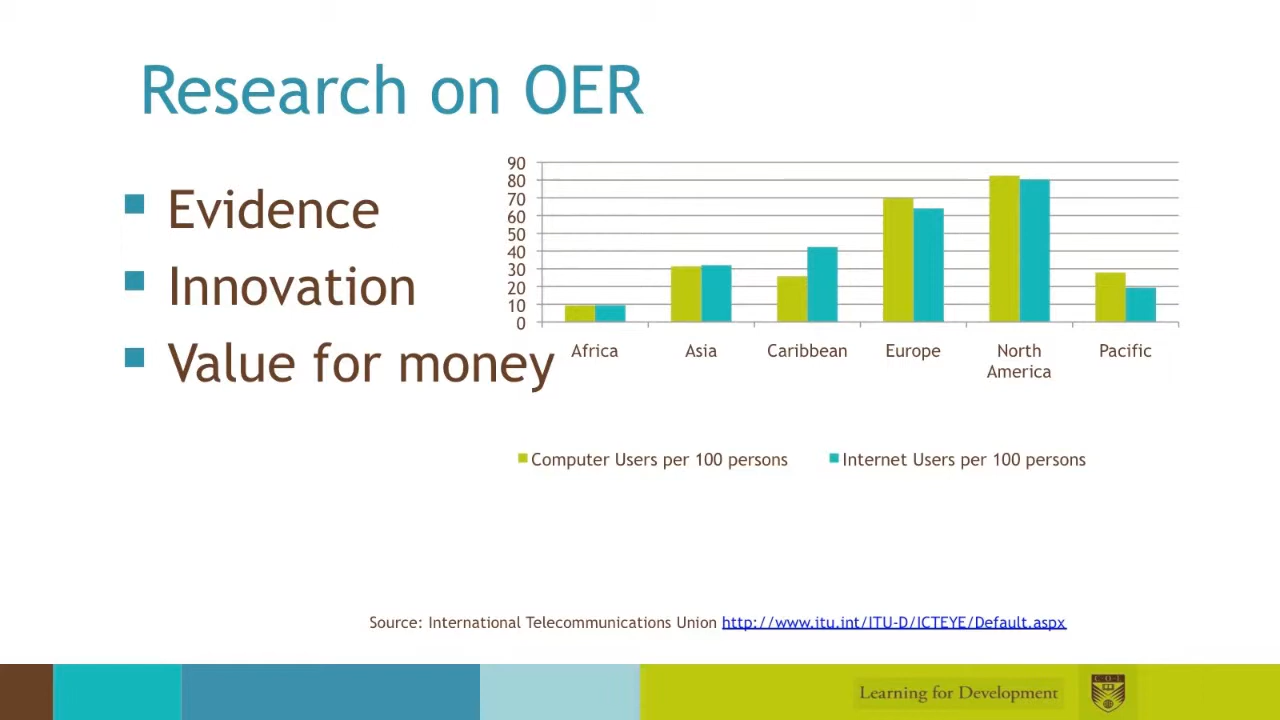 Research on OER
Evidence
Innovation
Value for money
90
80
70
60
50
40
30
20
10
0
Africa
Asia
Caribbean
Europe
North
America
Pacific
Computer Users per 100 persons
Internet Users per 100 persons
Source: International Telecommunications Union http://www.itu.int/ITU-D/ICTEYE/Default.aspx
Learning for Development
COL